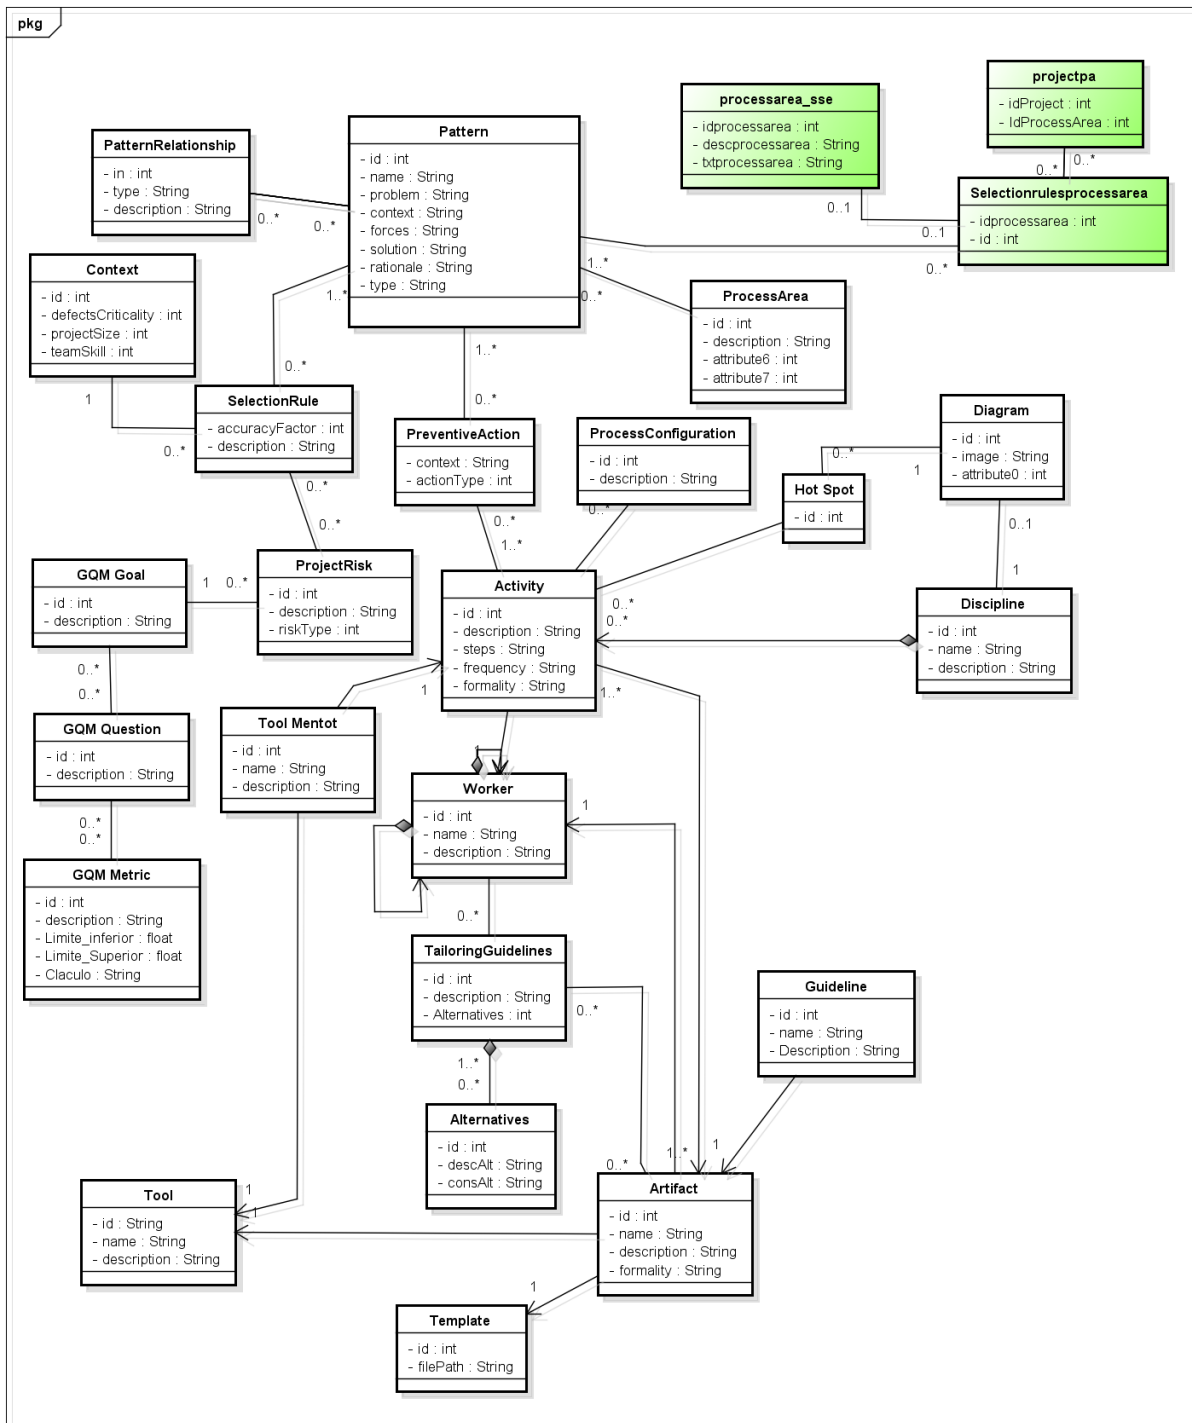 pkg
projectpa
- idProject : int
- IdProcessArea : int
0..*
0..*
processarea_sse
- idprocessarea : int
- descprocessarea : String
- txtprocessarea : String
0..1
0..1
Selectionrulesprocessarea
- idprocessarea : int
- id : int
0..*
Pattern
- id : int
- name : String
- problem : String
- context : String
- forces : String
- solution : String
- rationale : String
- type : String
1..*
0..*
PatternRelationship
- in : int
- type : String
- description : String
0..*
0..*
Context
- id : int
- defectsCriticality : int
- projectSize : int
- teamSkill : int
1..*
0..*
1
0..*
ProcessArea
- id : int
- description : String
- attribute6 : int
- attribute7 : int
1..*
0..*
SelectionRule
- accuracyFactor : int
- description : String
0..*
0..*
PreventiveAction
- context : String
- actionType : int
0..*
1..*
ProcessConfiguration
- id : int
- description : String
0..*
Diagram
- id : int
- image : String
- attribute0 : int
0..*
1
Hot Spot
- id : int
0..1
1
GQM Goal
- id : int
- description : String
1
0..*
ProjectRisk
- id : int
- description : String
- riskType : int
Activity
- id : int
- description : String
- steps : String
- frequency : String
- formality : String
0..*
0..*
1..*
1
Discipline
- id : int
- name : String
- description : String
0..*
0..*
GQM Question
- id : int
- description : String
0..*
0..*
Tool Mentot
- id : int
- name : String
- description : String
1
Worker
- id : int
- name : String
- description : String
1
0..*
GQM Metric
- id : int
- description : String
- Limite_inferior : float
- Limite_Superior : float
- Claculo : String
TailoringGuidelines
- id : int
- description : String
- Alternatives : int
0..*
1..*
0..*
Guideline
- id : int
- name : String
- Description : String
Alternatives
- id : int
- descAlt : String
- consAlt : String
0..*
1..*
1
Artifact
- id : int
- name : String
- description : String
- formality : String
Tool
- id : String
- name : String
- description : String
1
1
1
Template
- id : int
- filePath : String